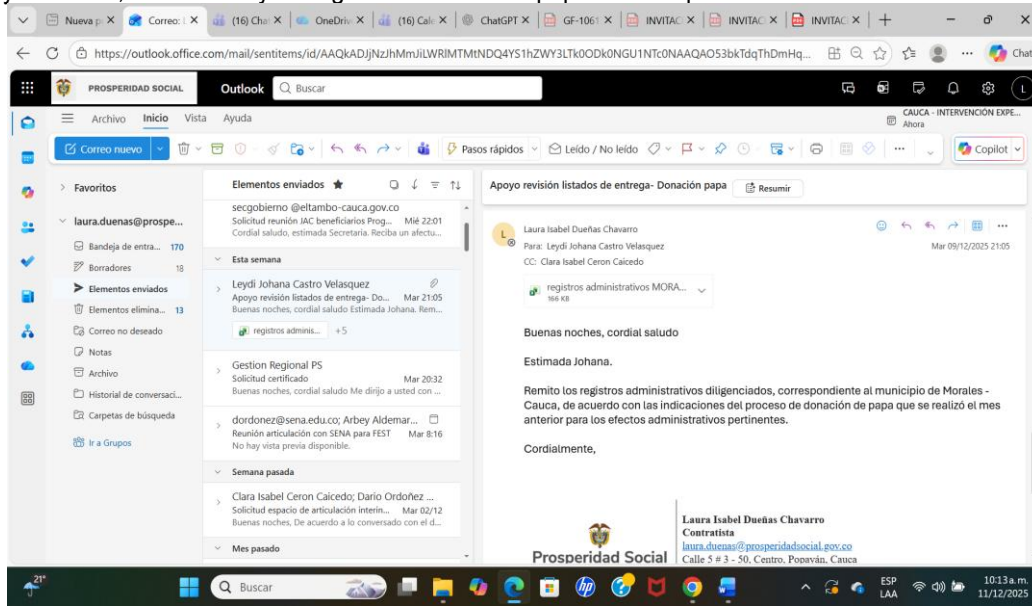 Nueva p
Correo: L
(16) Cha
OneDriv
(16) Cale
ChatGPT
GF-1061
INVITAC
INVITAC
INVITAC
https://outlook.office.com/mail/sentitems/id/
Chat
PROSPERIDAD SOCIAL
Outlook
Buscar
L
Archivo Inicio Vista Ayuda
CAUCA - INTERVENCIÓN EXPE...
Ahora
Correo nuevo
Pasos rápidos
Leído / No leído
Copilot
Favoritos
laura.duenas@prospe...
Bandeja de entra... 170
Borradores 18
Elementos enviados
Elementos elimina... 13
Correo no deseado
Notas
Archivo
Historial de conversaci...
Carpetas de búsqueda
Ir a Grupos
Elementos enviados
secgobierno @eltambo-cauca.gov.co
Solicitud reunión JAC beneficiarios Prog... Mié 22:01
Cordial saludo, estimada Secretaria. Reciba un afectu...
Esta semana
Leydi Johana Castro Velasquez
Apoyo revisión listados de entrega- Do... Mar 21:05
Buenas noches, cordial saludo Estimada Johana. Rem...
registros adminis... +5
Gestion Regional PS
Solicitud certificado Mar 20:32
Buenas noches, cordial saludo Me dirijo a usted con ...
dordonez@sena.edu.co; Arbey Aldemar...
Reunión articulación con SENA para FEST Mar 8:16
No hay vista previa disponible.
Semana pasada
Clara Isabel Ceron Caicedo; Dario Ordoñez ...
Solicitud espacio de articulación interin... Mar 02/12
Buenas noches, De acuerdo a lo conversado con el d...
Mes pasado
Apoyo revisión listados de entrega- Donación papa
Resumir
L
Laura Isabel Dueñas Chavarro
Para: Leydi Johana Castro Velasquez
CC: Clara Isabel Ceron Caicedo
Mar 09/12/2025 21:05
registros administrativos MORA...
166 KB
Buenas noches, cordial saludo
Estimada Johana.
Remito los registros administrativos diligenciados, correspondiente al municipio de Morales -
Cauca, de acuerdo con las indicaciones del proceso de donación de papa que se realizó el mes
anterior para los efectos administrativos pertinentes.
Cordialmente,
Prosperidad Social
Laura Isabel Dueñas Chavarro
Contratista
laura.duenas@prosperidadsocial.gov.co
Calle 5 # 3 - 50, Centro, Popayán, Cauca
21°
Buscar
ESP
LAA
10:13 a.m.
11/12/2025